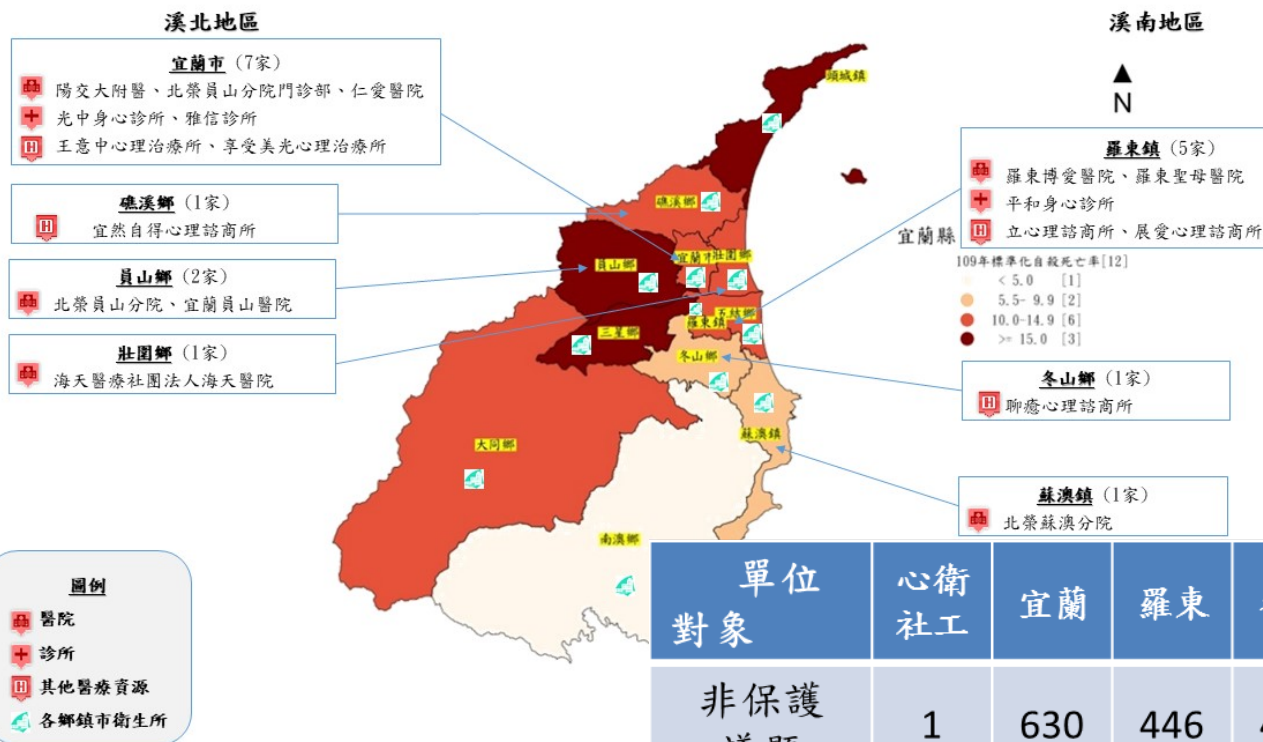 溪北地區
宜蘭市 (7家)
陽交大附醫、北榮員山分院門診部、仁愛醫院
光中身心診所、雅信診所
王意中心理治療所、享受美光心理治療所
礁溪鄉 (1家)
宜然自得心理諮商所
員山鄉 (2家)
北榮員山分院、宜蘭員山醫院
壯圍鄉 (1家)
海天醫療社團法人海天醫院
圖例
醫院
診所
其他醫療資源
各鄉鎮市衛生所
頭城鎮
礁溪鄉
員山鄉
宜蘭市
壯圍鄉
三星鄉
羅東鎮
五結鄉
冬山鄉
大同鄉
蘇澳鎮
南澳鄉
溪南地區
N
羅東鎮 (5家)
羅東博愛醫院、羅東聖母醫院
平和身心診所
立心理諮商所、展愛心理諮商所
宜蘭縣
109年標準化自殺死亡率[12]
< 5.0 [1]
5.5- 9.9 [2]
10.0-14.9 [6]
>= 15.0 [3]
冬山鄉 (1家)
聊癒心理諮商所
蘇澳鎮 (1家)
北榮蘇澳分院
單位
對象
心衛
社工
宜蘭
羅東
非保護
1
630
446